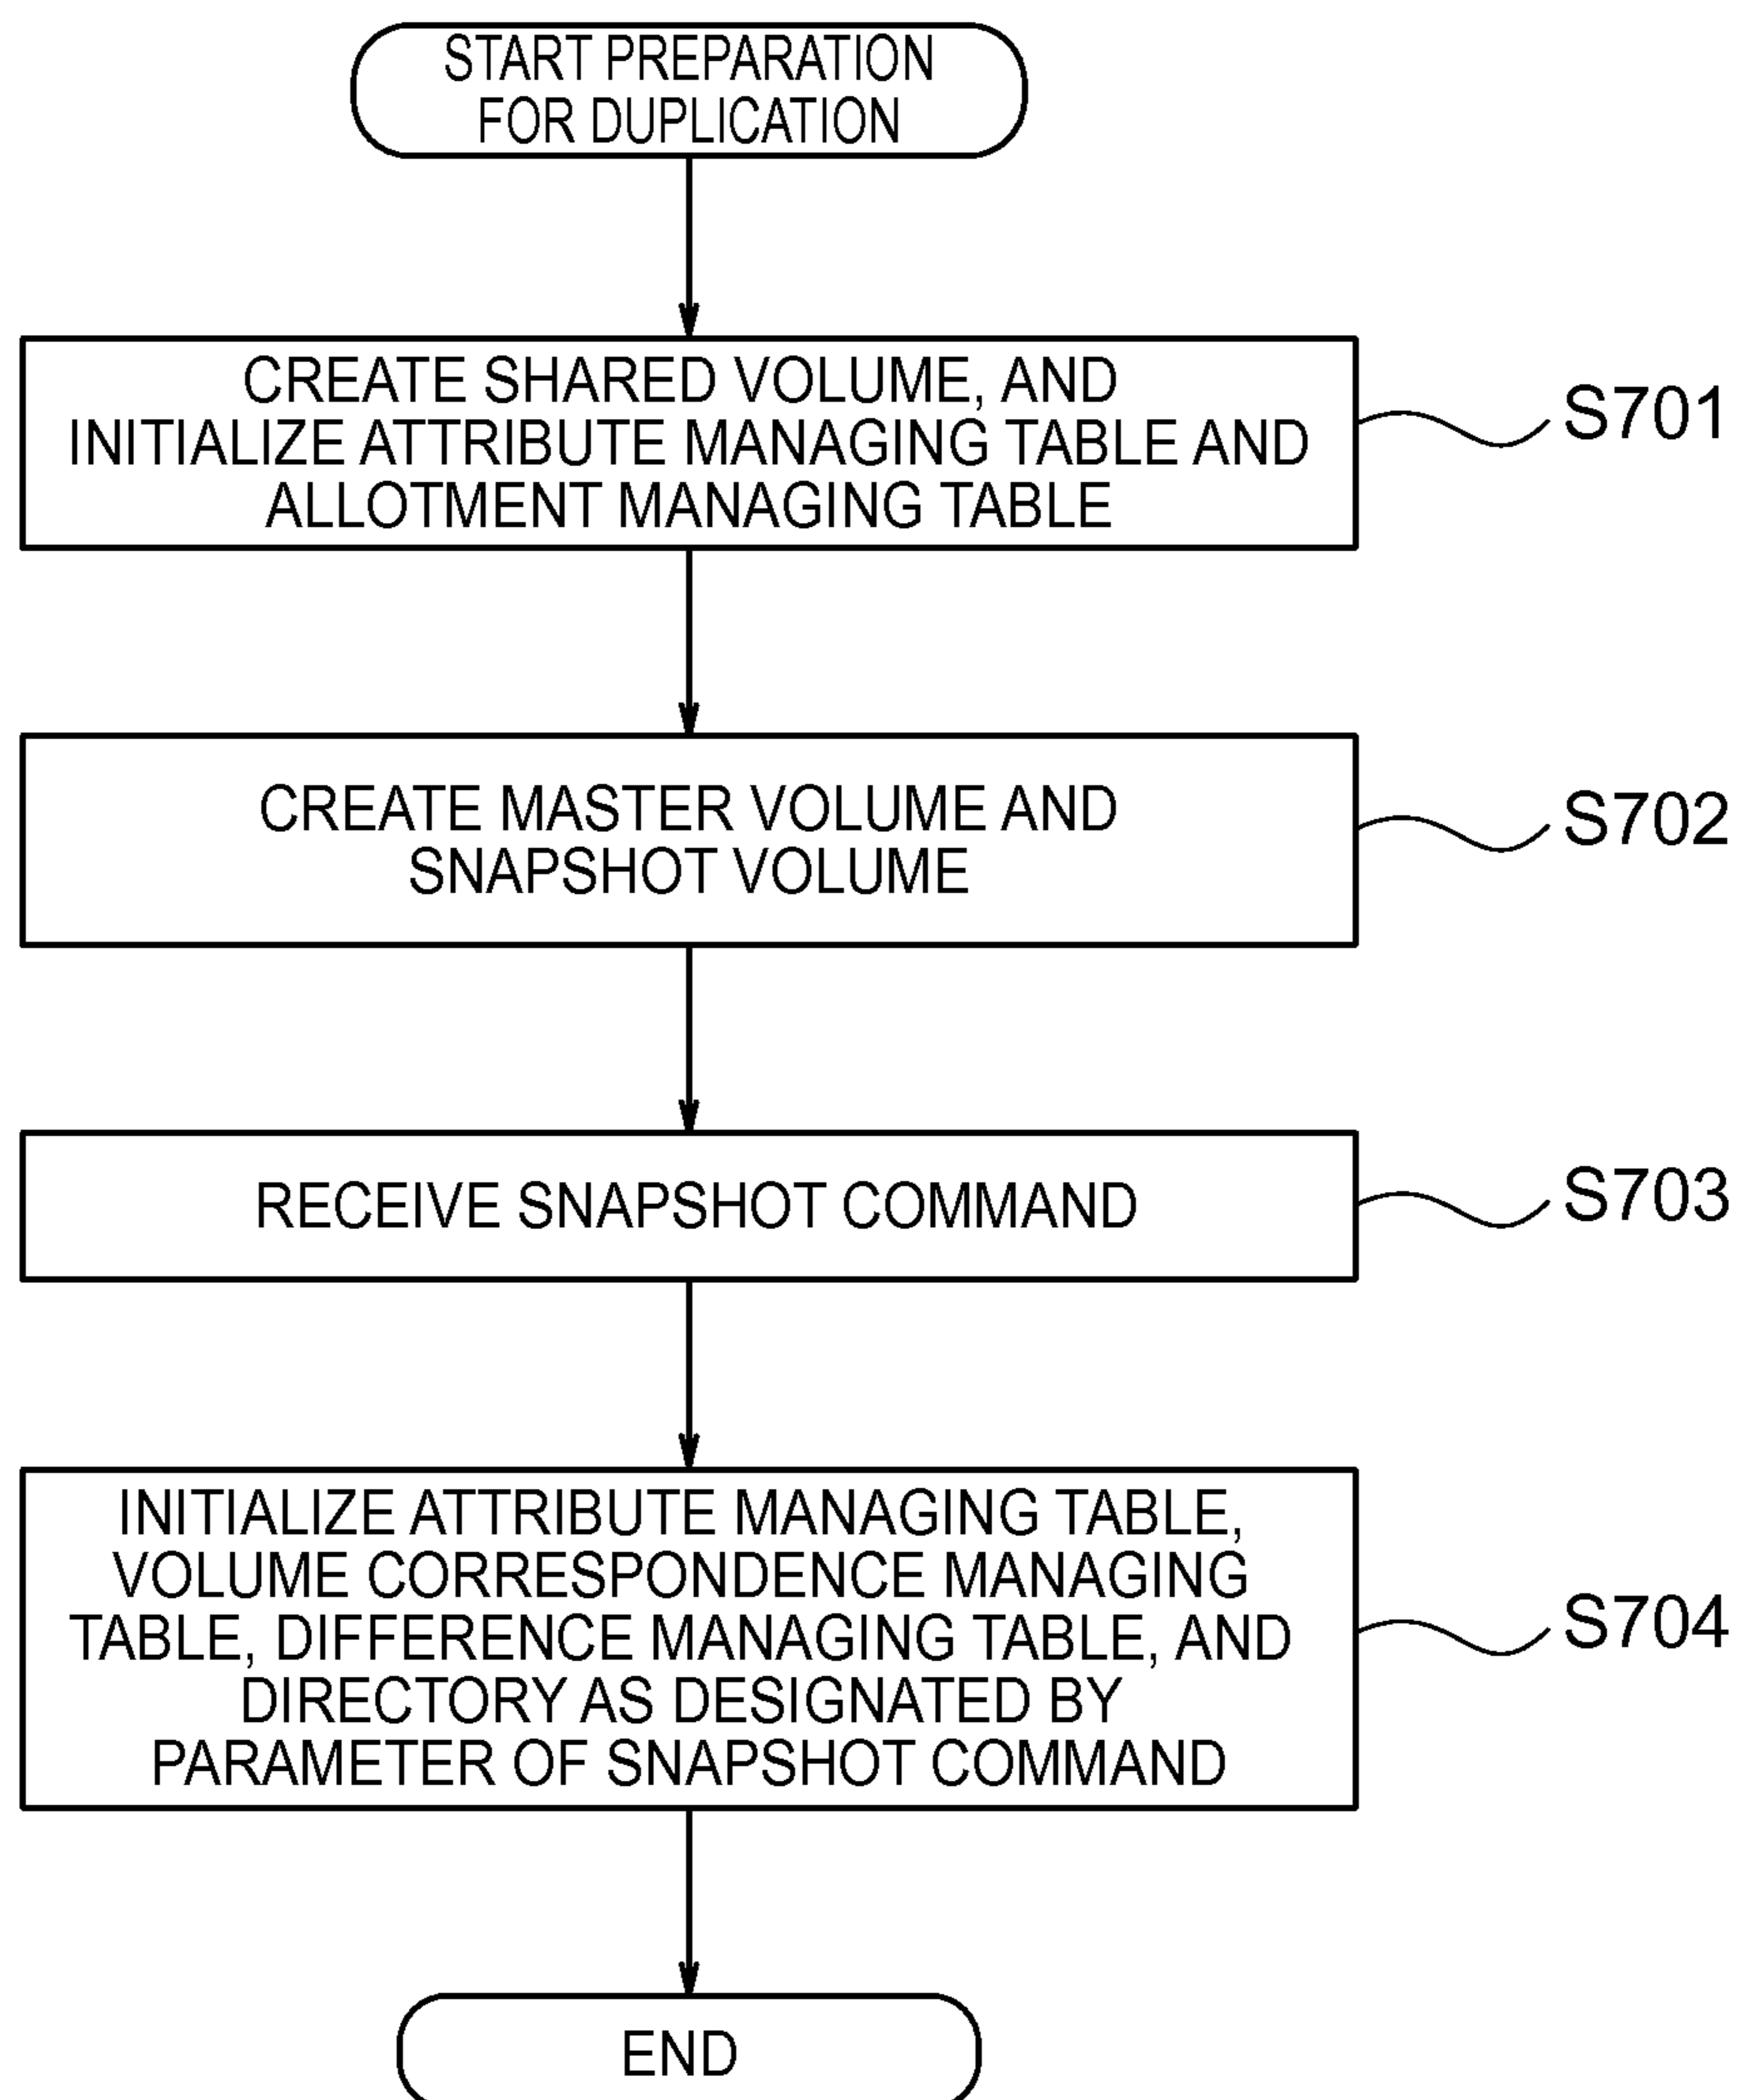 START PREPARATION
FOR DUPLICATION
CREATE SHARED VOLUME, AND
INITIALIZE ATTRIBUTE MANAGING TABLE AND
ALLOTMENT MANAGING TABLE
S701
CREATE MASTER VOLUME AND
SNAPSHOT VOLUME
S702
RECEIVE SNAPSHOT COMMAND
S703
INITIALIZE ATTRIBUTE MANAGING TABLE,
VOLUME CORRESPONDENCE MANAGING
TABLE, DIFFERENCE MANAGING TABLE, AND
DIRECTORY AS DESIGNATED BY
PARAMETER OF SNAPSHOT COMMAND
S704
END